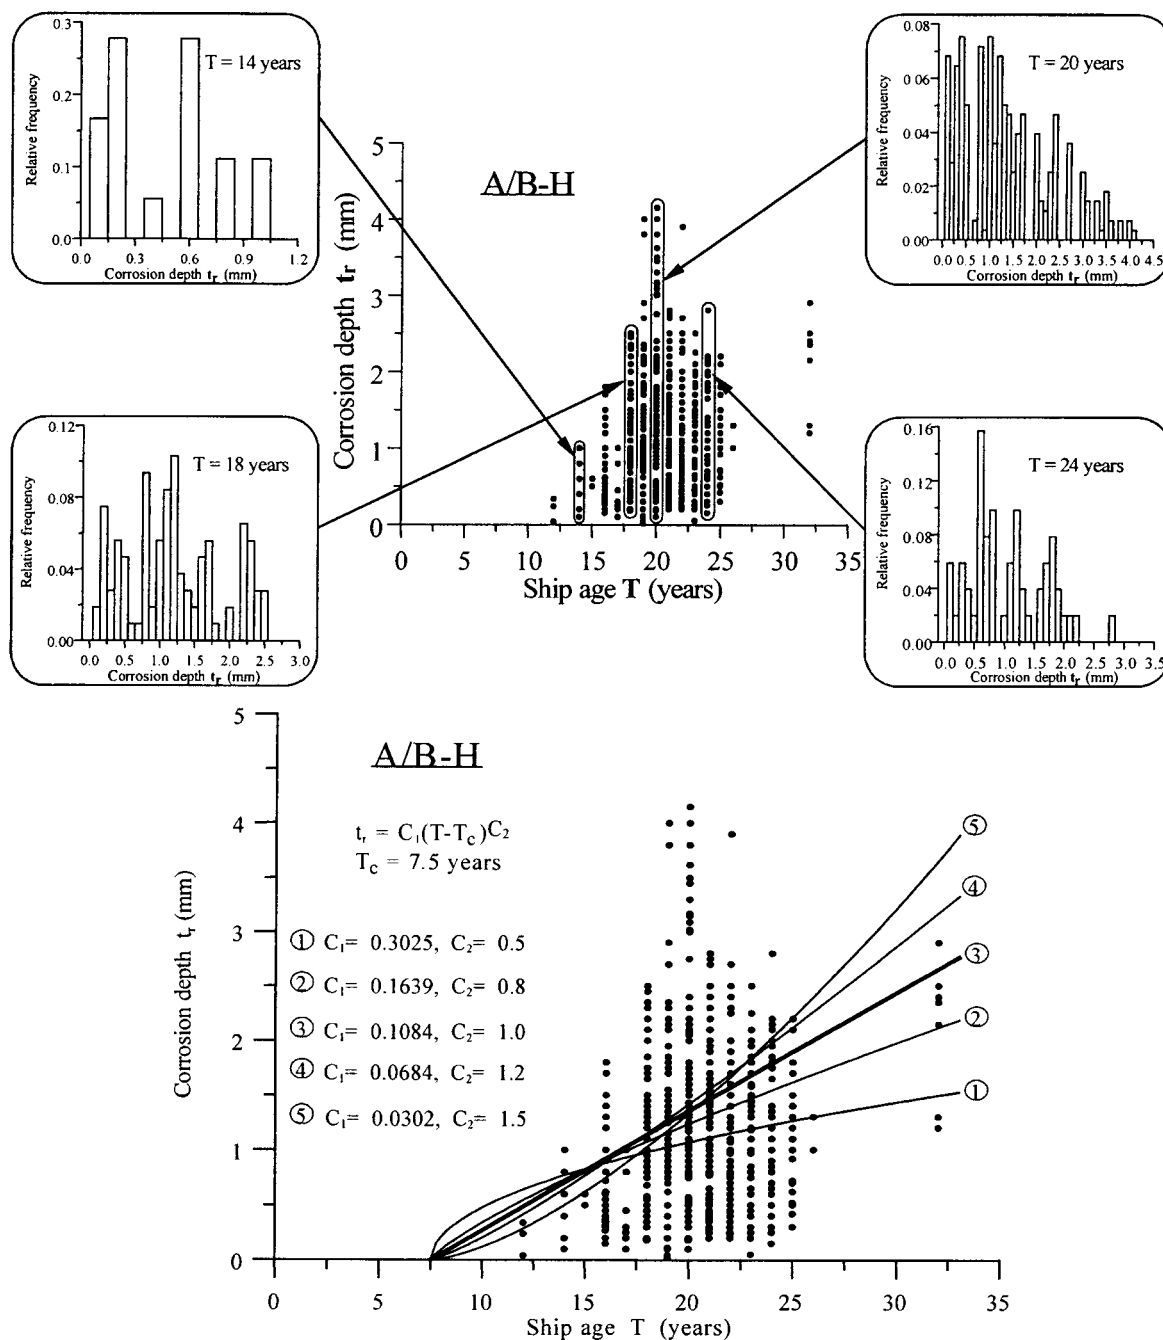 0.3
0.2
0.1
0.0
Relative frequency
T = 14 years
0.0 0.3 0.6 0.9 1.2
Corrosion depth tr (mm)
0.08
0.06
0.04
0.02
0.00
Relative frequency
T = 20 years
0.0 0.5 1.0 1.5 2.0 2.5 3.0 3.5 4.0 4.5
Corrosion depth tr (mm)
A/B-H
5
4
3
2
1
0
Corrosion depth tr (mm)
0 5 10 15 20 25 30 35
Ship age T (years)
0.12
0.08
0.04
0.00
Relative frequency
T = 18 years
0.0 0.5 1.0 1.5 2.0 2.5 3.0
Corrosion depth tr (mm)
0.16
0.12
0.08
0.04
0.00
Relative frequency
T = 24 years
0.0 0.5 1.0 1.5 2.0 2.5 3.0 3.5
Corrosion depth tr (mm)
5
4
3
2
1
0
Corrosion depth tr (mm)
A/B-H
tr = C1(T-Tc)C2
Tc = 7.5 years
① C1= 0.3025, C2= 0.5
② C1= 0.1639, C2= 0.8
③ C1= 0.1084, C2= 1.0
④ C1= 0.0684, C2= 1.2
⑤ C1= 0.0302, C2= 1.5
⑤
④
③
②
①
0 5 10 15 20 25 30 35
Ship age T (years)